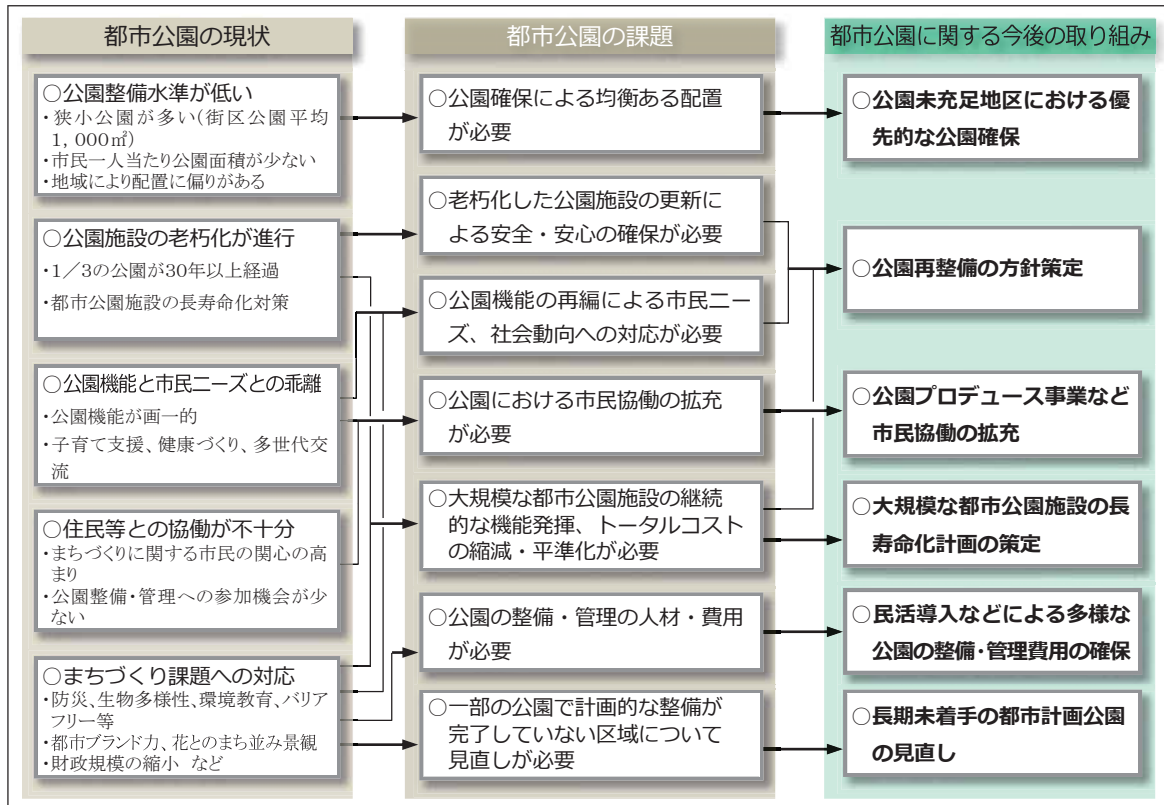 都市公園の現状
○公園整備水準が低い
・狭小公園が多い(街区公園平均
1,000㎡)
・市民一人当たり公園面積が少ない
・地域により配置に偏りがある
○公園施設の老朽化が進行
・1／3の公園が30年以上経過
・都市公園施設の長寿命化対策
○公園機能と市民ニーズとの乖離
・公園機能が画一的
・子育て支援、健康づくり、多世代交
流
○住民等との協働が不十分
・まちづくりに関する市民の関心の高
まり
・公園整備・管理への参加機会が少
ない
○まちづくり課題への対応
・防災、生物多様性、環境教育、バリア
フリー等
・都市ブランド力、花とのまち並み景観
・財政規模の縮小 など
都市公園の課題
○公園確保による均衡ある配置
が必要
○老朽化した公園施設の更新に
よる安全・安心の確保が必要
○公園機能の再編による市民ニー
ズ、社会動向への対応が必要
○公園における市民協働の拡充
が必要
○大規模な都市公園施設の継続
的な機能発揮、トータルコスト
の縮減・平準化が必要
○公園の整備・管理の人材・費用
が必要
○一部の公園で計画的な整備が
完了していない区域について
見直しが必要
都市公園に関する今後の取り組み
○公園未充足地区における優
先的な公園確保
○公園再整備の方針策定
○公園プロデュース事業など
市民協働の拡充
○大規模な都市公園施設の長
寿命化計画の策定
○民活導入などによる多様な
公園の整備・管理費用の確保
○長期未着手の都市計画公園
の見直し